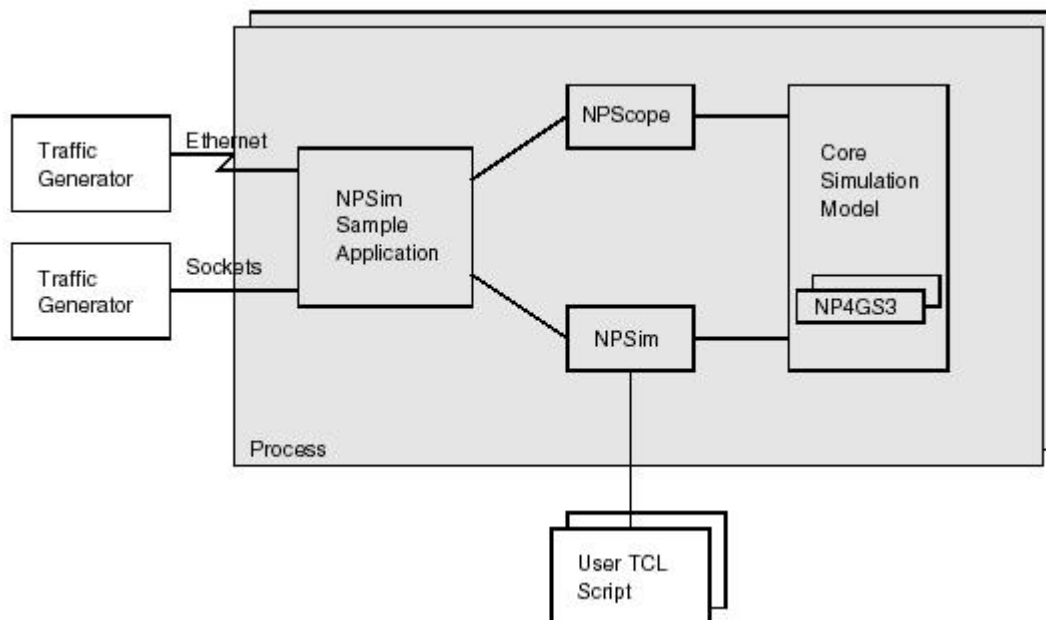 Traffic
Generator
Ethernet
Traffic
Generator
Sockets
NPSim
Sample
Application
NPScope
NPSim
Core
Simulation
Model
NP4GS3
Process
User TCL
Script